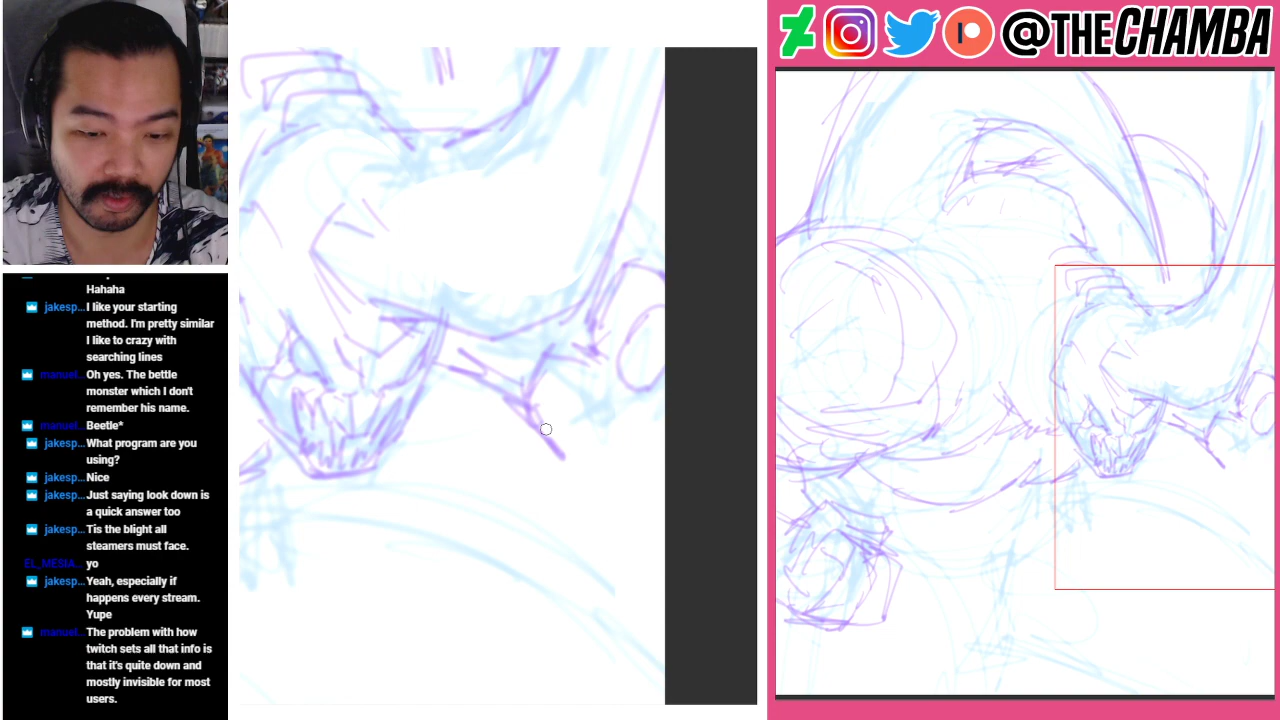 @THECHAMBA
Hahaha
jakesp... I like your starting
method. I'm pretty similar
I like to crazy with
searching lines
manuel... Oh yes. The bettle
monster which I don't
remember his name.
manuel... Beetle*
jakesp... What program are you
using?
jakesp... Nice
jakesp... Just saying look down is
a quick answer too
jakesp... Tis the blight all
steamers must face.
EL_MESIA... yo
jakesp... Yeah, especially if
happens every stream.
Yupe
manuel... The problem with how
twitch sets all that info is
that it's quite down and
mostly invisible for most
users.